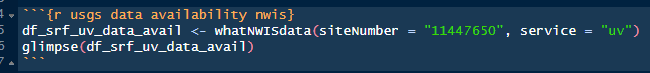 ```{r usgs data availability nwis}
df_srf_uv_data_avail <- whatNWISdata(siteNumber = "11447650", service = "uv")
glimpse(df_srf_uv_data_avail)
```